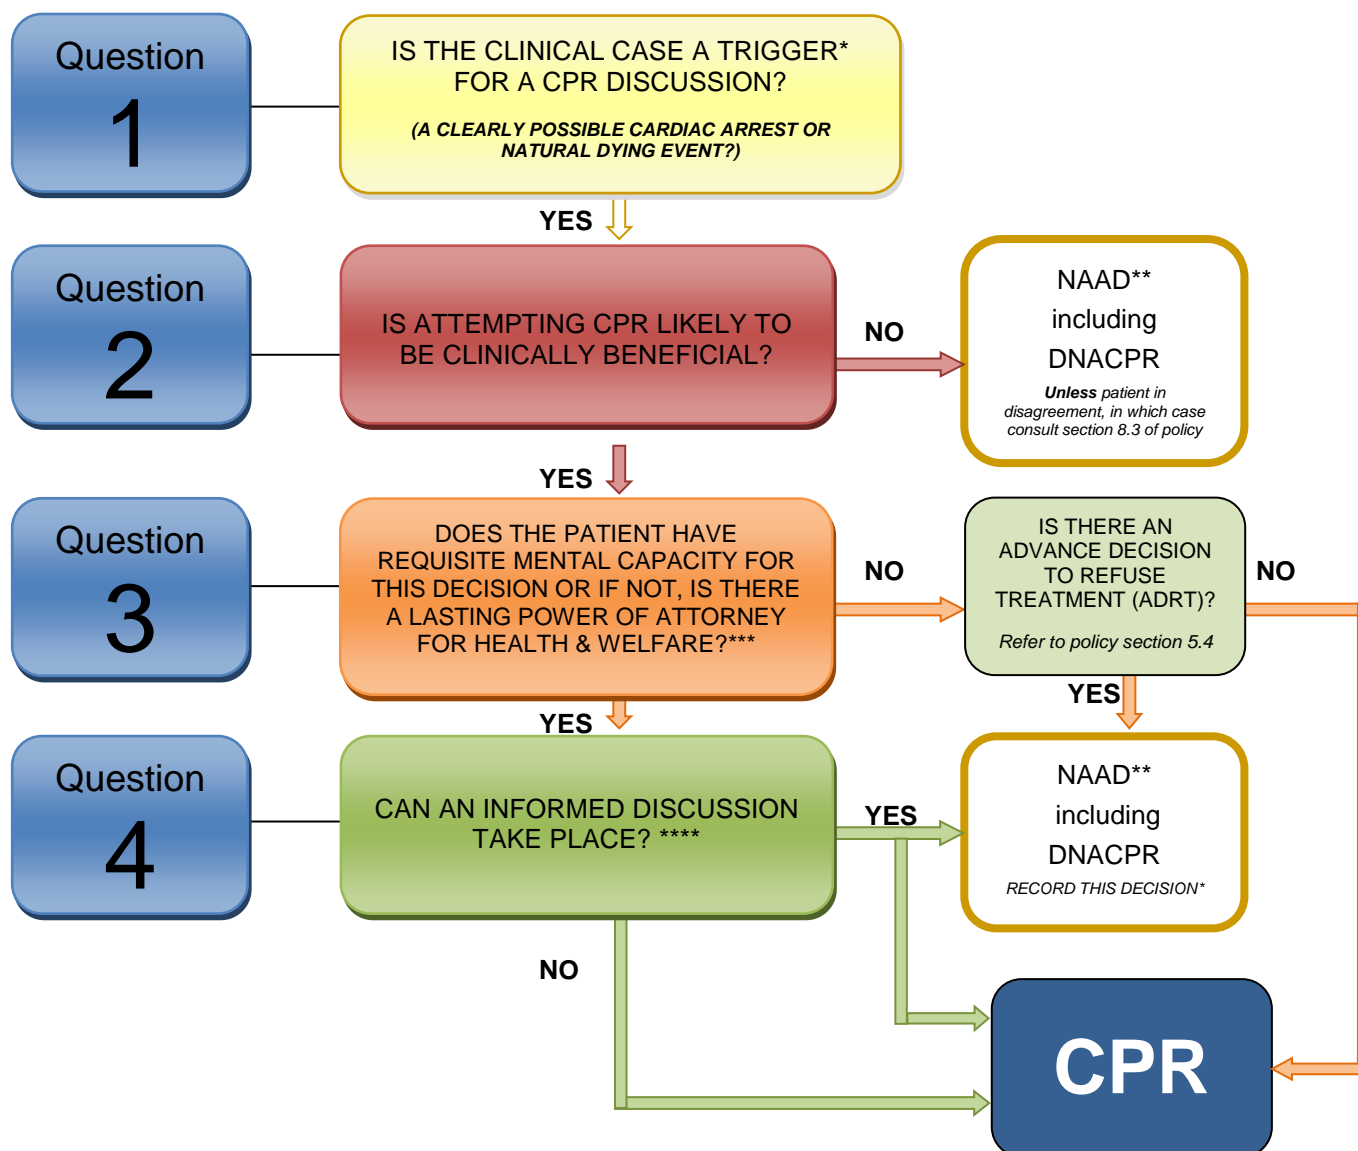 Question
1
IS THE CLINICAL CASE A TRIGGER*
FOR A CPR DISCUSSION?
(A CLEARLY POSSIBLE CARDIAC ARREST OR
NATURAL DYING EVENT?)
YES
Question
2
IS ATTEMPTING CPR LIKELY TO
BE CLINICALLY BENEFICIAL?
NO
NAAD**
including
DNACPR
Unless patient in
disagreement, in which case
consult section 8.3 of policy
YES
Question
3
DOES THE PATIENT HAVE
REQUISITE MENTAL CAPACITY FOR
THIS DECISION OR IF NOT, IS THERE
A LASTING POWER OF ATTORNEY
FOR HEALTH & WELFARE?***
NO
IS THERE AN
ADVANCE DECISION
TO REFUSE
TREATMENT (ADRT)?
Refer to policy section 5.4
NO
YES
YES
Question
4
CAN AN INFORMED DISCUSSION
TAKE PLACE? ****
YES
NAAD**
including
DNACPR
RECORD THIS DECISION*
NO
CPR